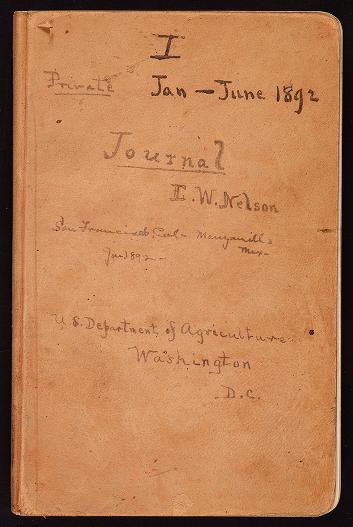 I
Private Jan — June 1892
Journal
E. W. Nelson
San Francisco, Cal — Manzanillo
Mex —
Jan 1892 —
U.S. Department of Agriculture
Washington
D.C.